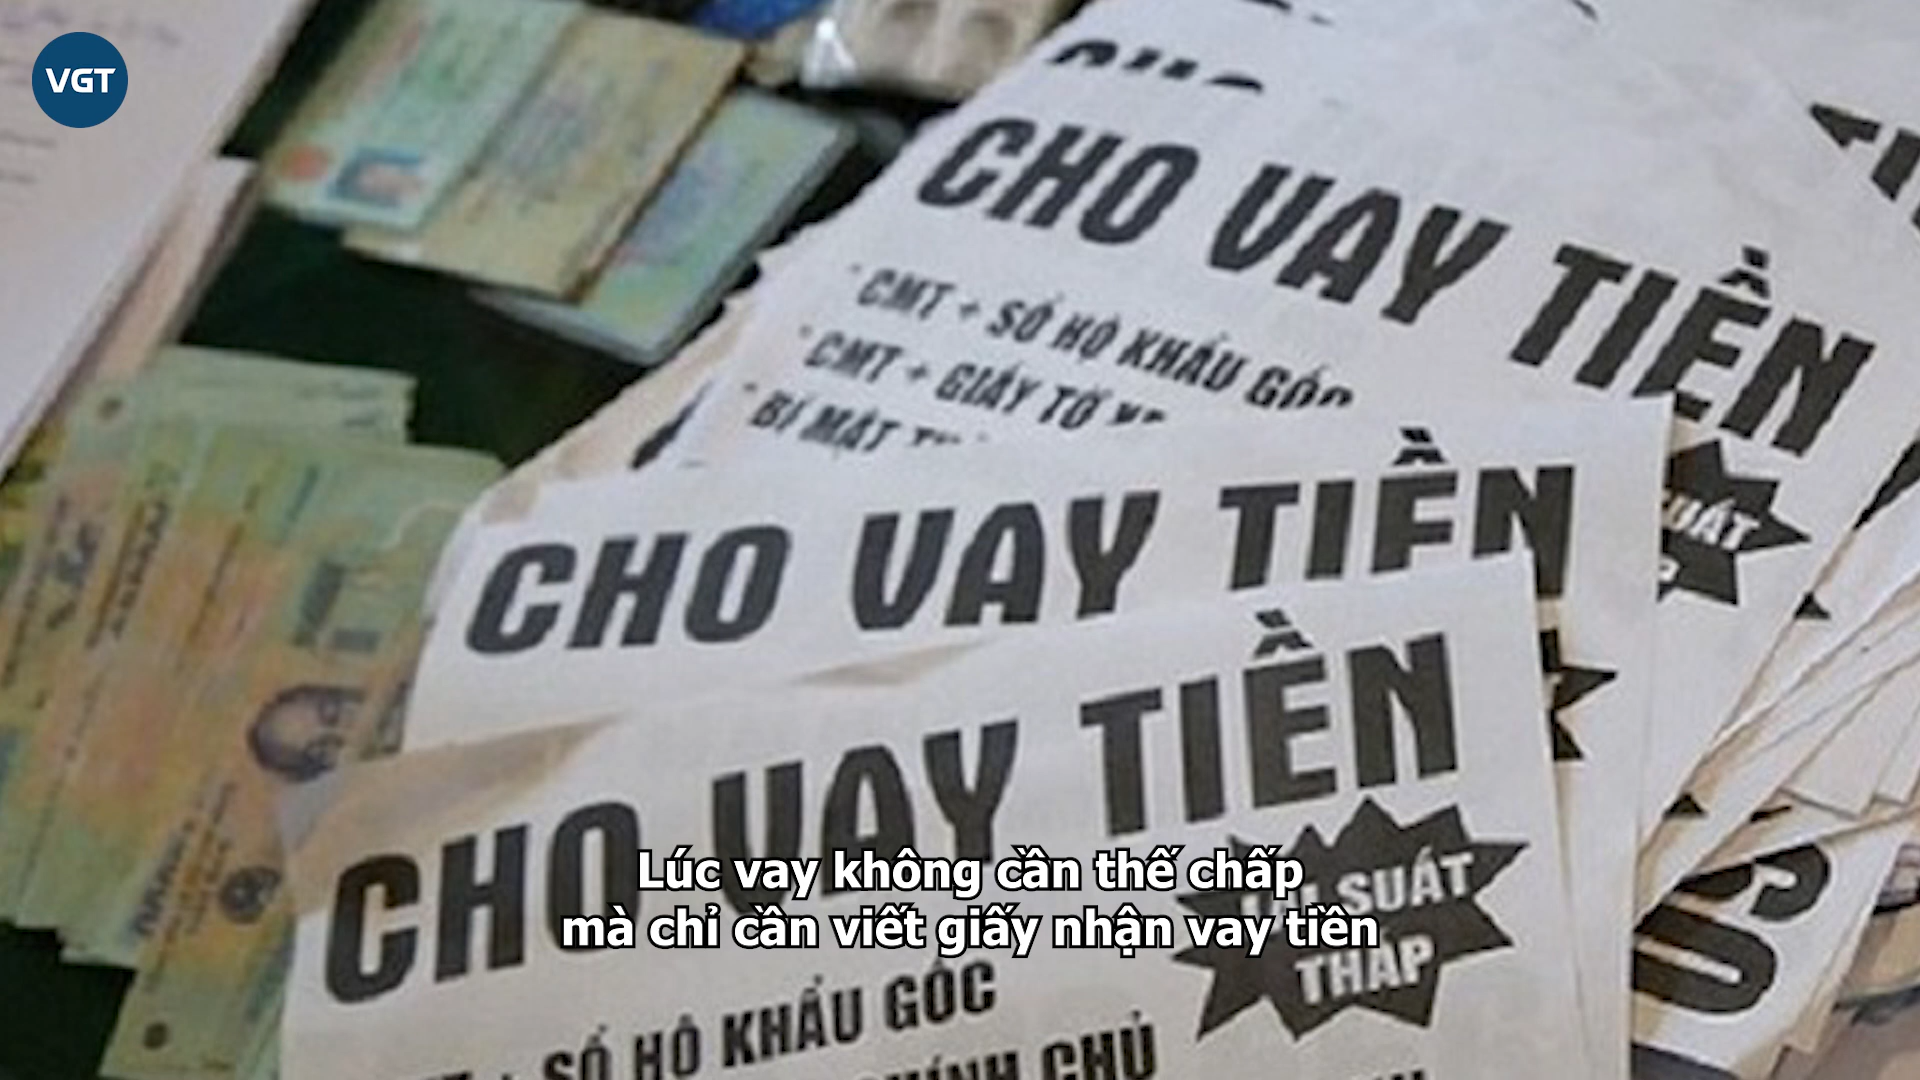 VGT
CHO VAY TIỀN
* CMT + SỔ HỘ KHẨU GỐC
* CMT + GIẤY TỜ
* BÍ MẬT
SUẤT
CHO VAY TIỀN
CHO VAY TIỀN
SUẤT
THẤP
SỔ HỘ KHẨU GỐC
CHÍNH CHỦ
Lúc vay không cần thế chấp
mà chỉ cần viết giấy nhận vay tiền